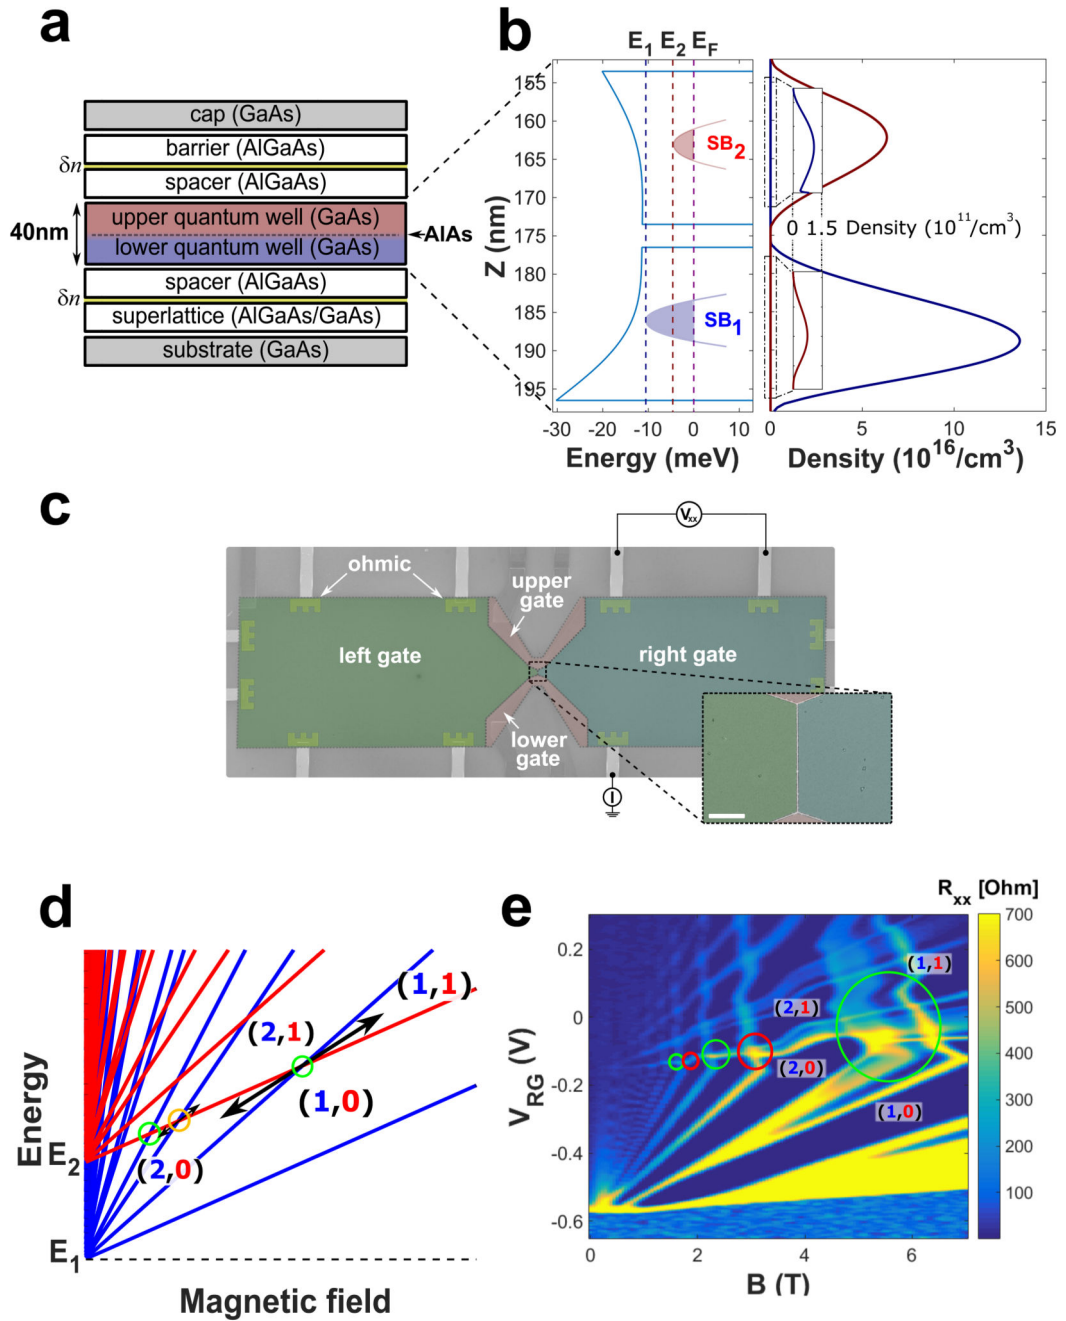 a
cap (GaAs)
barrier (AlGaAs)
δn
spacer (AlGaAs)
40nm
upper quantum well (GaAs)
AlAs
lower quantum well (GaAs)
spacer (AlGaAs)
δn
superlattice (AlGaAs/GaAs)
substrate (GaAs)
b
E1 E2 EF
155
160
165
170
175
180
185
190
195
Z (nm)
SB2
SB1
-30 -20 -10 0 10
Energy (meV)
0 1.5 Density (10^11/cm^3)
0 5 10 15
Density (10^16/cm^3)
c
Vxx
ohmic
upper
gate
left gate
right gate
lower
gate
I
d
Energy
(1,1)
(2,1)
(1,0)
E2
(2,0)
E1
Magnetic field
e
Rxx [Ohm]
700
600
500
400
300
200
100
0.2
0
-0.2
-0.4
-0.6
VRG (V)
(1,1)
(2,1)
(2,0)
(1,0)
0 2 4 6
B (T)